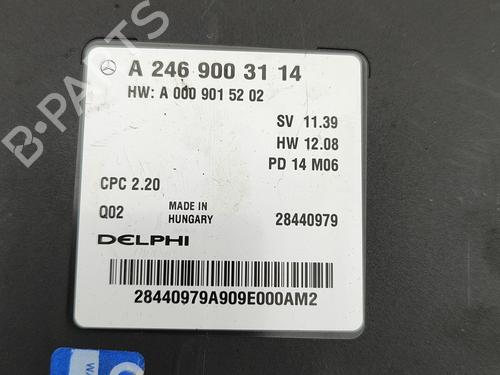 B-PARTS
A 246 900 31 14
HW: A 000 901 52 02
SV 11.39
HW 12.08
PD 14 M06
CPC 2.20
Q02
MADE IN
HUNGARY
28440979
DELPHI
28440979A909E000AM2